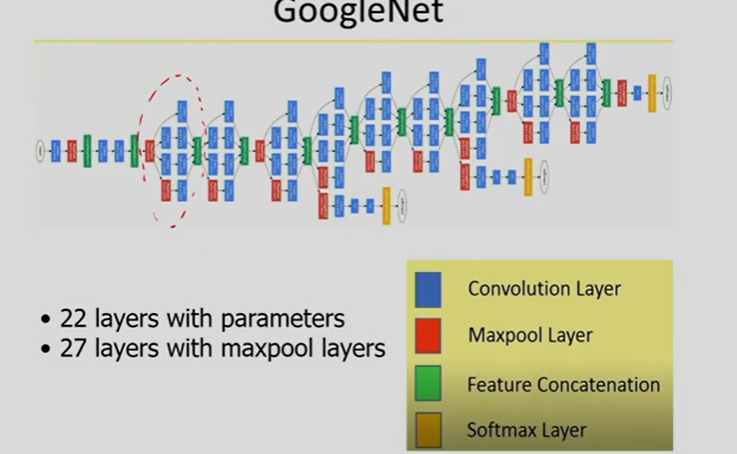 GoogleNet
• 22 layers with parameters
• 27 layers with maxpool layers
Convolution Layer
Maxpool Layer
Feature Concatenation
Softmax Layer